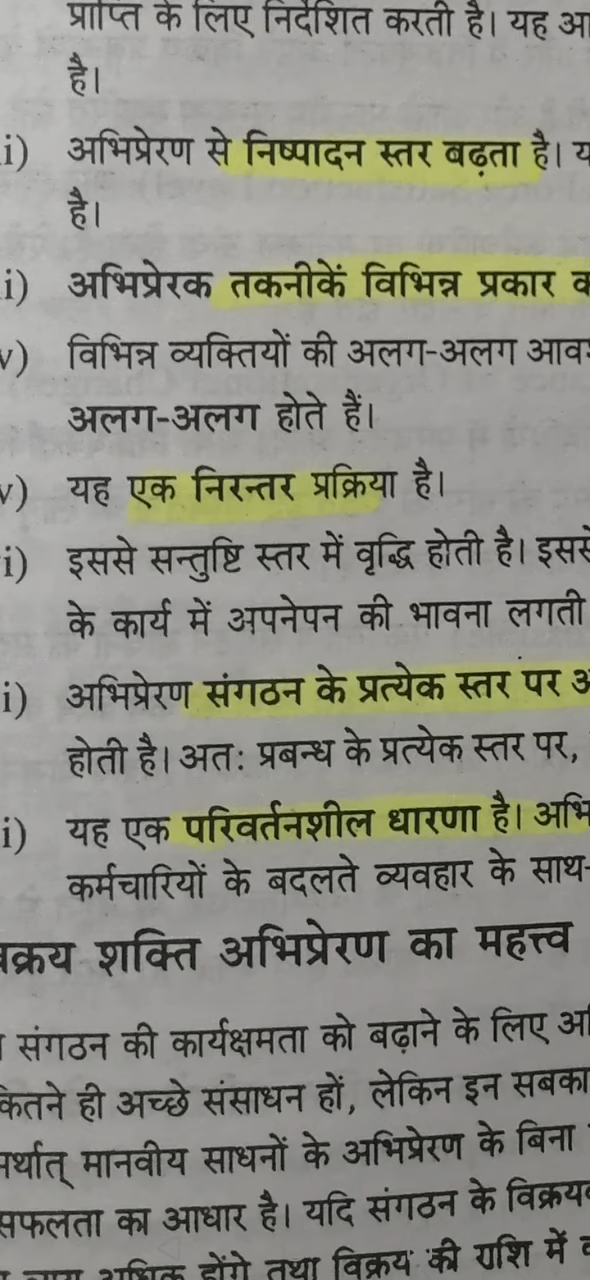 प्राप्ति के लिए निर्देशित करती है। यह
है।
i) अभिप्रेरण से निष्पादन स्तर बढ़ता है।
है।
i) अभिप्रेरक तकनीकें विभिन्न प्रकार
v) विभिन्न व्यक्तियों की अलग-अलग
अलग-अलग होते हैं।
v) यह एक निरन्तर प्रक्रिया है।
i) इससे सन्तुष्टि स्तर में वृद्धि होती है।
के कार्य में अपनेपन की भावना लगती
i) अभिप्रेरण संगठन के प्रत्येक स्तर पर
होती है। अतः प्रबन्ध के प्रत्येक स्तर पर,
i) यह एक परिवर्तनशील धारणा है।
कर्मचारियों के बदलते व्यवहार के साथ-
शक्ति अभिप्रेरण का महत्त्व
संगठन की कार्यक्षमता को बढ़ाने के लिए
ही अच्छे संसाधन हों, लेकिन इन सबका
मानवीय साधनों के अभिप्रेरण के बिना
सफलता का आधार है। यदि संगठन के
अधिक होंगे तथा विक्रय की राशि में